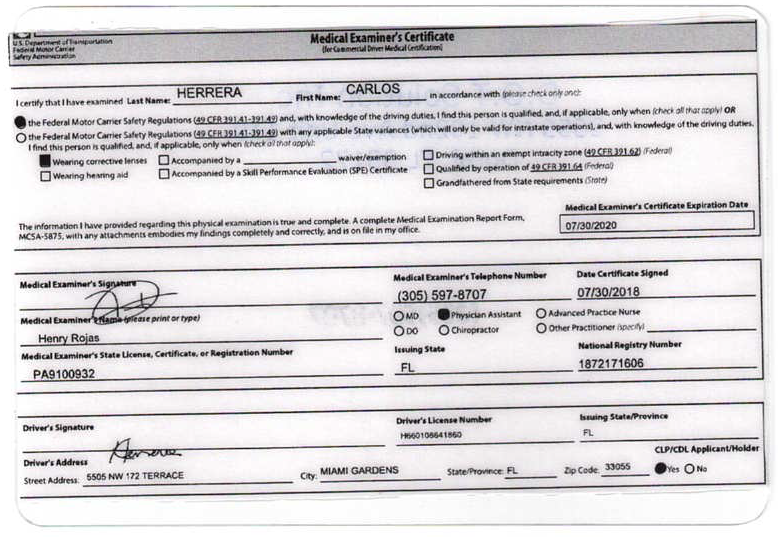 U.S. Department of Transportation
Federal Motor Carrier
Safety Administration
Medical Examiner's Certificate
(for Commercial Driver Medical Certification)
I certify that I have examined Last Name: HERRERA First Name: CARLOS in accordance with (please check only one):
the Federal Motor Carrier Safety Regulations (49 CFR 391.41-391.49) and, with knowledge of the driving duties, I find this person is qualified, and, if applicable, only when (check all that apply) OR
the Federal Motor Carrier Safety Regulations (49 CFR 391.41-391.49) with any applicable State variances (which will only be valid for intrastate operations), and, with knowledge of the driving duties,
I find this person is qualified, and, if applicable, only when (check all that apply):
Wearing corrective lenses Accompanied by a waiver/exemption Driving within an exempt intracity zone (49 CFR 391.62) (Federal)
Wearing hearing aid Accompanied by a Skill Performance Evaluation (SPE) Certificate Qualified by operation of 49 CFR 391.64 (Federal)
Grandfathered from State requirements (State)
The information I have provided regarding this physical examination is true and complete. A complete Medical Examination Report Form,
MCSA-5875, with any attachments embodies my findings completely and correctly, and is on file in my office.
Medical Examiner's Certificate Expiration Date
07/30/2020
Medical Examiner's Signature Medical Examiner's Telephone Number Date Certificate Signed
(305) 597-8707 07/30/2018
Medical Examiner's Name (please print or type) MD Physician Assistant Advanced Practice Nurse
Henry Rojas DO Chiropractor Other Practitioner (specify)
Medical Examiner's State License, Certificate, or Registration Number Issuing State National Registry Number
PA9100932 FL 1872171606
Driver's Signature Driver's License Number Issuing State/Province
Herrera H660106641860 FL
Driver's Address CLP/CDL Applicant/Holder
Street Address: 5505 NW 172 TERRACE City: MIAMI GARDENS State/Province: FL Zip Code: 33055 Yes No